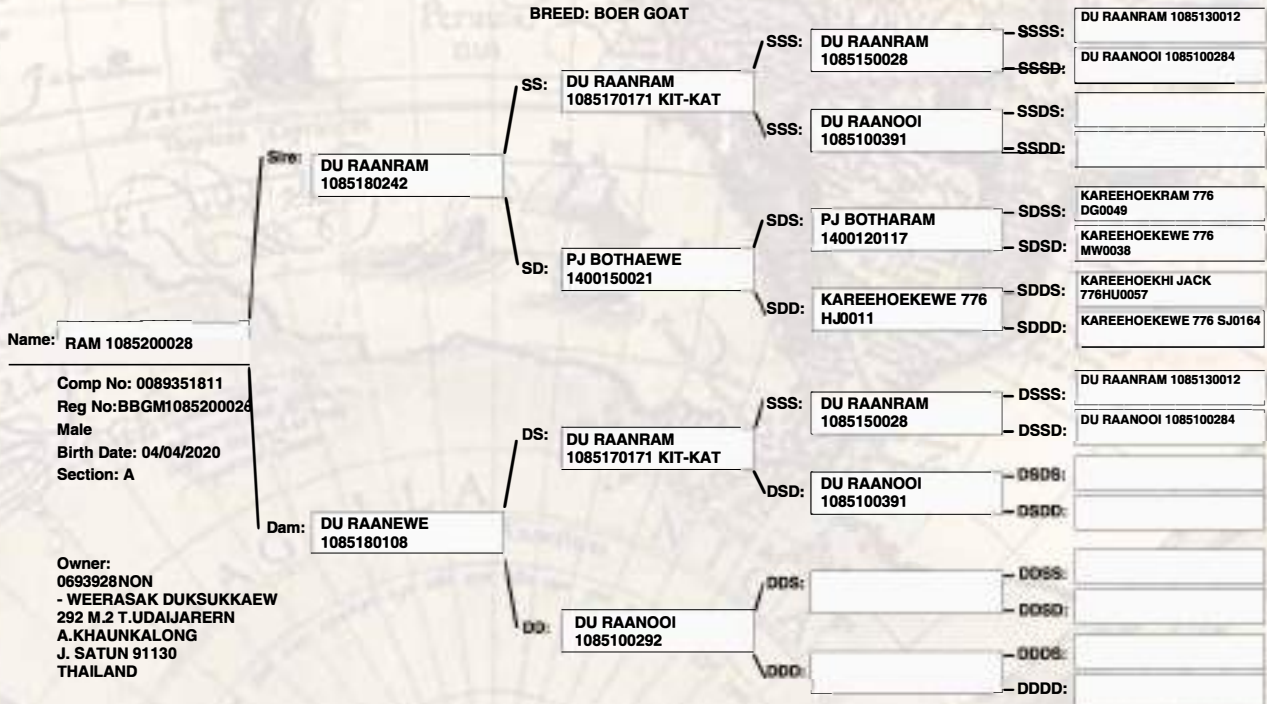 BREED: BOER GOAT
Name: RAM 1085200028
Comp No: 0089351811
Reg No:BBGM1085200026
Male
Birth Date: 04/04/2020
Section: A
Owner:
0693928NON
- WEERASAK DUKSUKKAEW
292 M.2 T.UDAIJARERN
A.KHAUNKALONG
J. SATUN 91130
THAILAND
Sire: DU RAANRAM
1085180242
Dam: DU RAANEWE
1085180108
SS: DU RAANRAM
1085170171 KIT-KAT
SD: PJ BOTHAEWE
1400150021
DS: DU RAANRAM
1085170171 KIT-KAT
DD: DU RAANOOI
1085100292
SSS: DU RAANRAM
1085150028
SSS: DU RAANOOI
1085100391
SDS: PJ BOTHARAM
1400120117
SDD: KAREEHOEKEWE 776
HJ0011
SSS: DU RAANRAM
1085150028
DSD: DU RAANOOI
1085100391
DDS:
DDD:
SSSS: DU RAANRAM 1085130012
SSSD: DU RAANOOI 1085100284
SSDS:
SSDD:
SDSS: KAREEHOEKRAM 776
DG0049
SDSD: KAREEHOEKEWE 776
MW0038
SDDS: KAREEHOEKHI JACK
776HU0057
SDDD: KAREEHOEKEWE 776 SJ0164
DSSS: DU RAANRAM 1085130012
DSSD: DU RAANOOI 1085100284
DSDS:
DSDD:
DDSS:
DDSD:
DDDS:
DDDD: